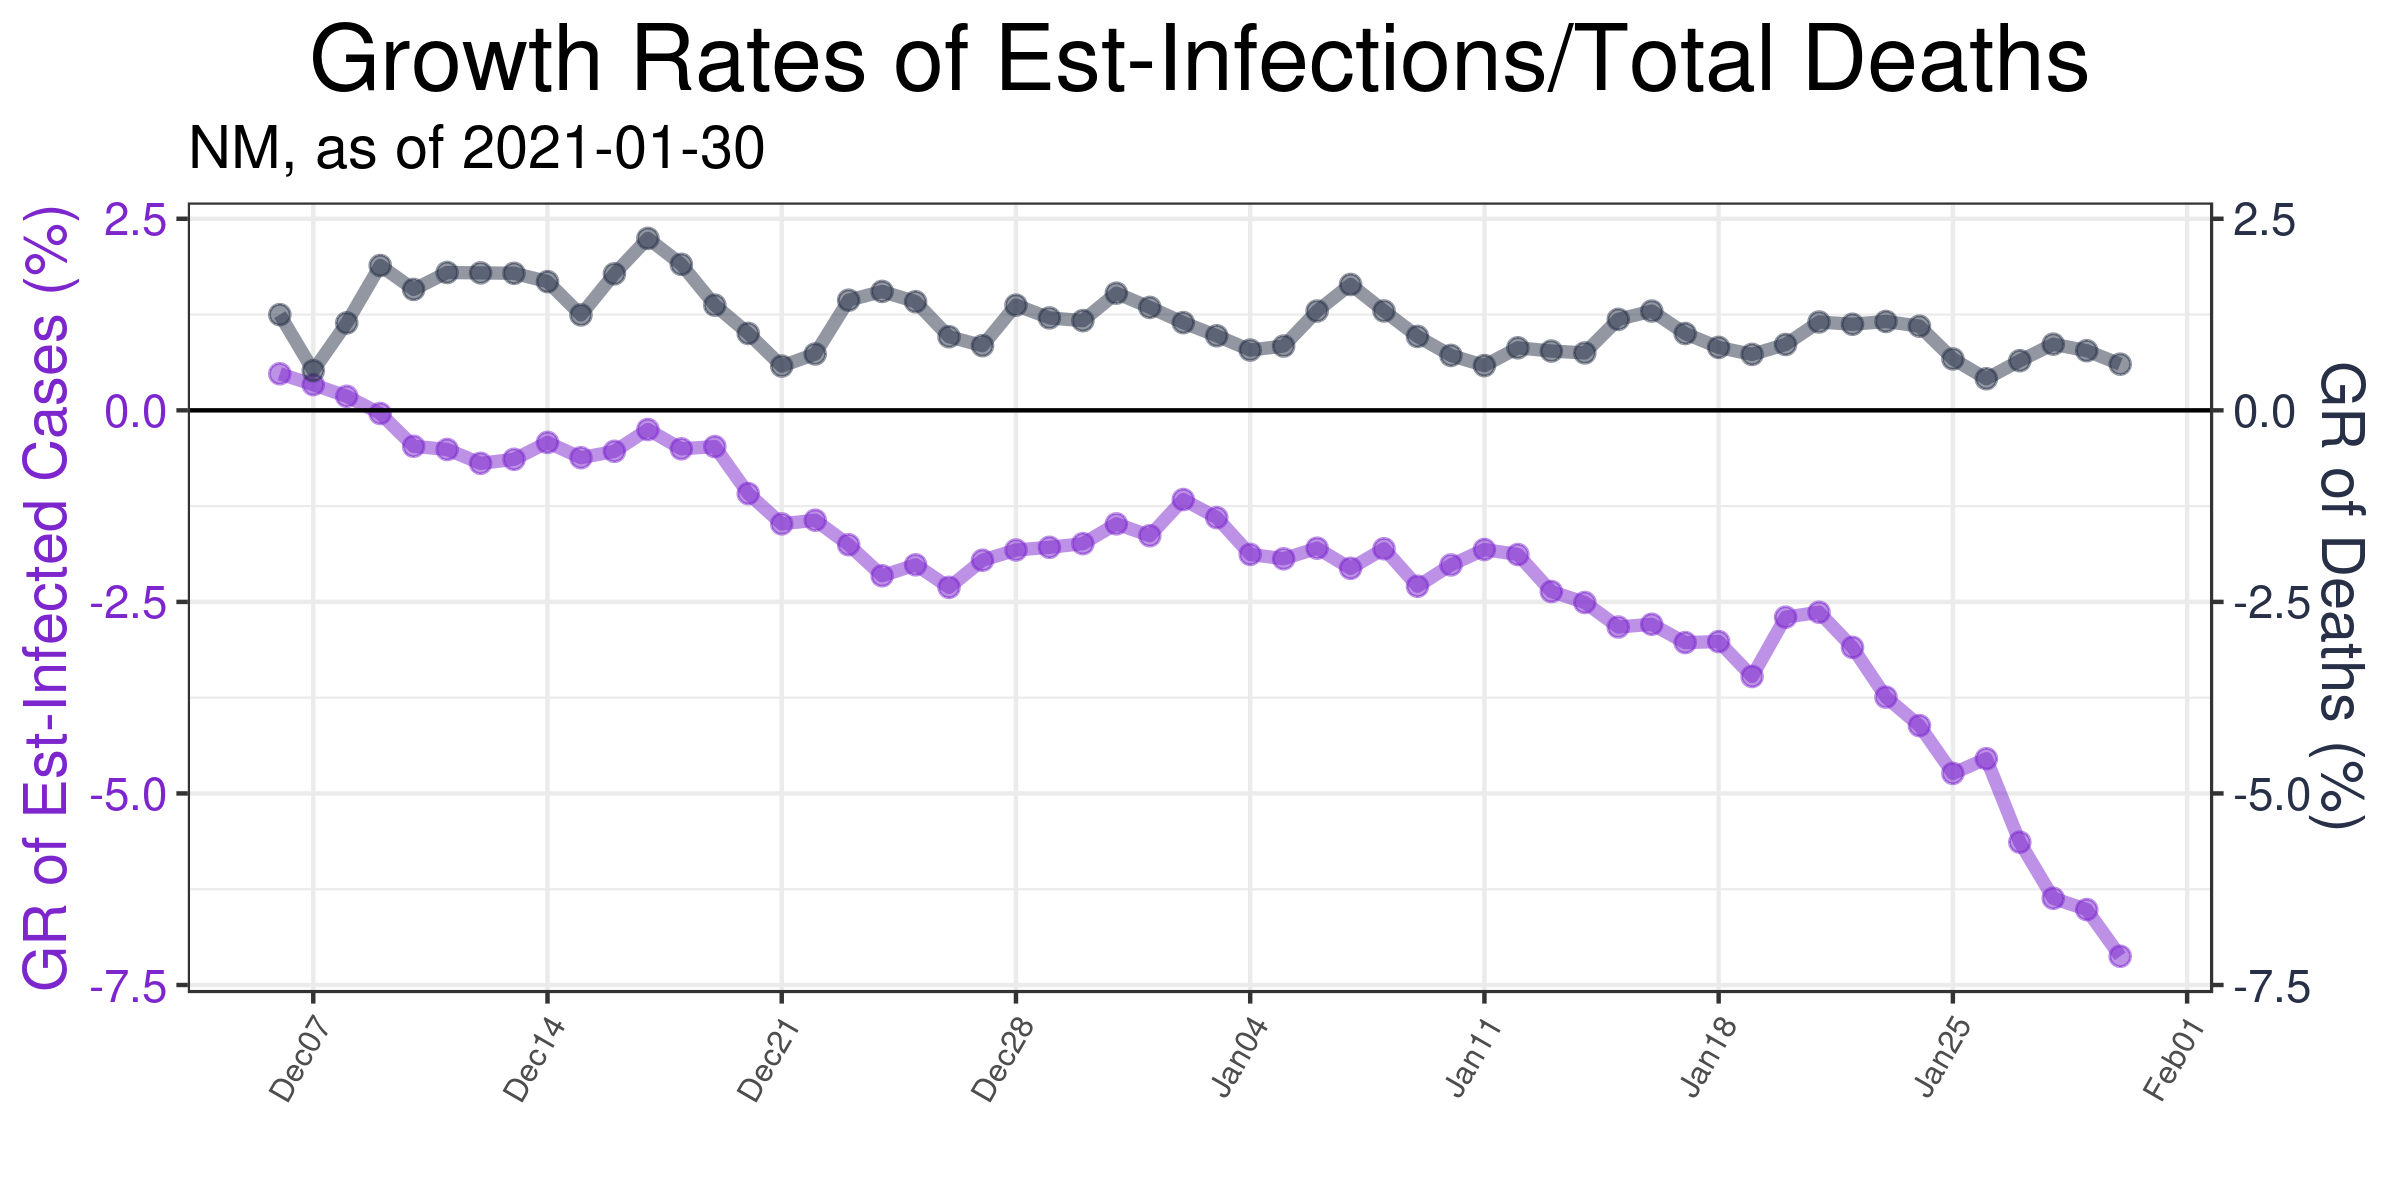 Growth Rates of Est-Infections/Total Deaths
NM, as of 2021-01-30
GR of Est-Infected Cases (%)
2.5
0.0
-2.5
-5.0
-7.5
2.5
0.0
-2.5
-5.0
-7.5
GR of Deaths (%)
Dec07
Dec14
Dec21
Dec28
Jan04
Jan11
Jan18
Jan25
Feb01